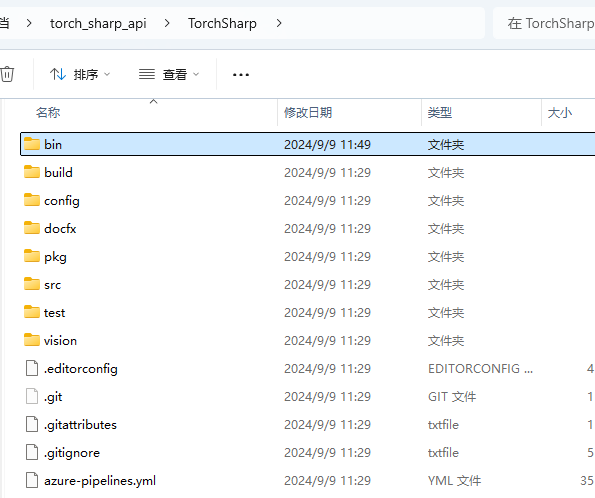 当 > torch_sharp_api > TorchSharp > 在 TorchSharp
排序 查看 •••
名称 修改日期 类型 大小
bin 2024/9/9 11:49 文件夹
build 2024/9/9 11:29 文件夹
config 2024/9/9 11:29 文件夹
docfx 2024/9/9 11:29 文件夹
pkg 2024/9/9 11:29 文件夹
src 2024/9/9 11:29 文件夹
test 2024/9/9 11:29 文件夹
vision 2024/9/9 11:29 文件夹
.editorconfig 2024/9/9 11:29 EDITORCONFIG ... 4
.git 2024/9/9 11:29 GIT 文件 1
.gitattributes 2024/9/9 11:29 txtfile 1
.gitignore 2024/9/9 11:29 txtfile 5
azure-pipelines.yml 2024/9/9 11:29 YML 文件 35